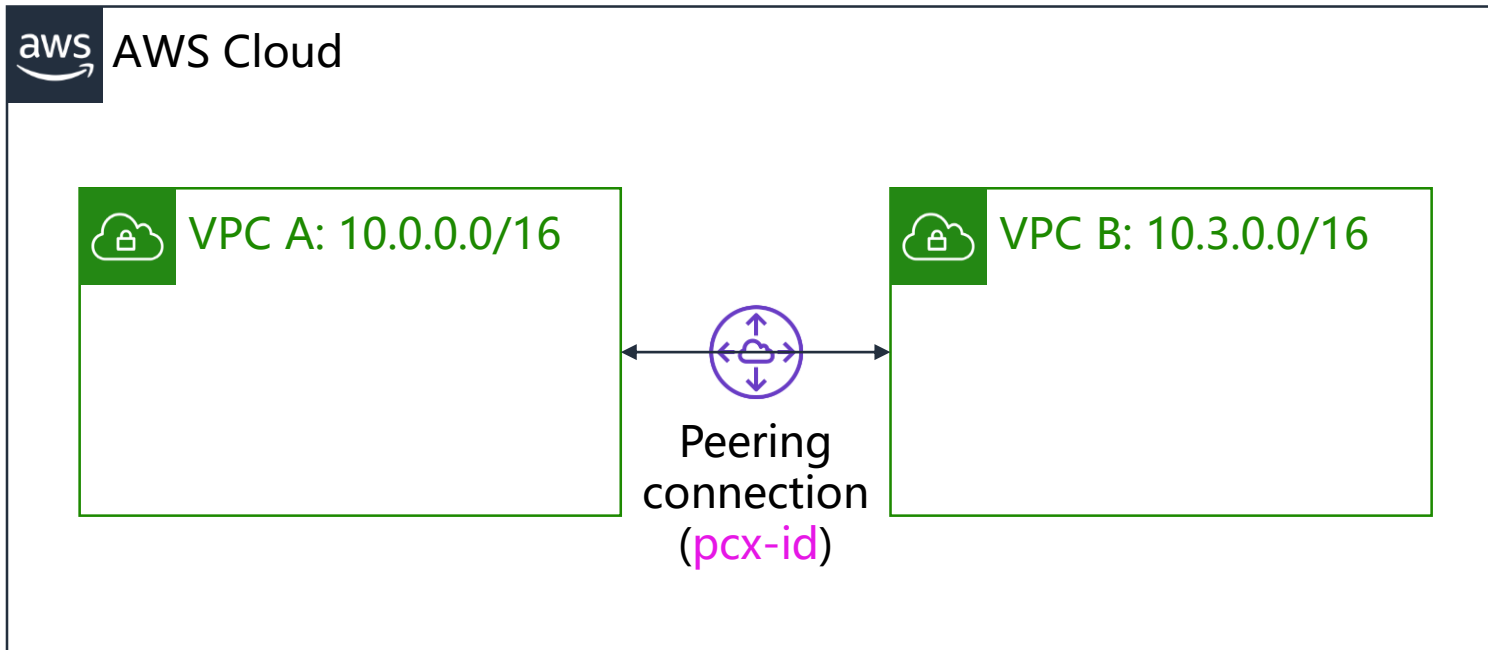 aws
AWS Cloud
VPC A: 10.0.0.0/16
VPC B: 10.3.0.0/16
Peering
connection
(pcx-id)